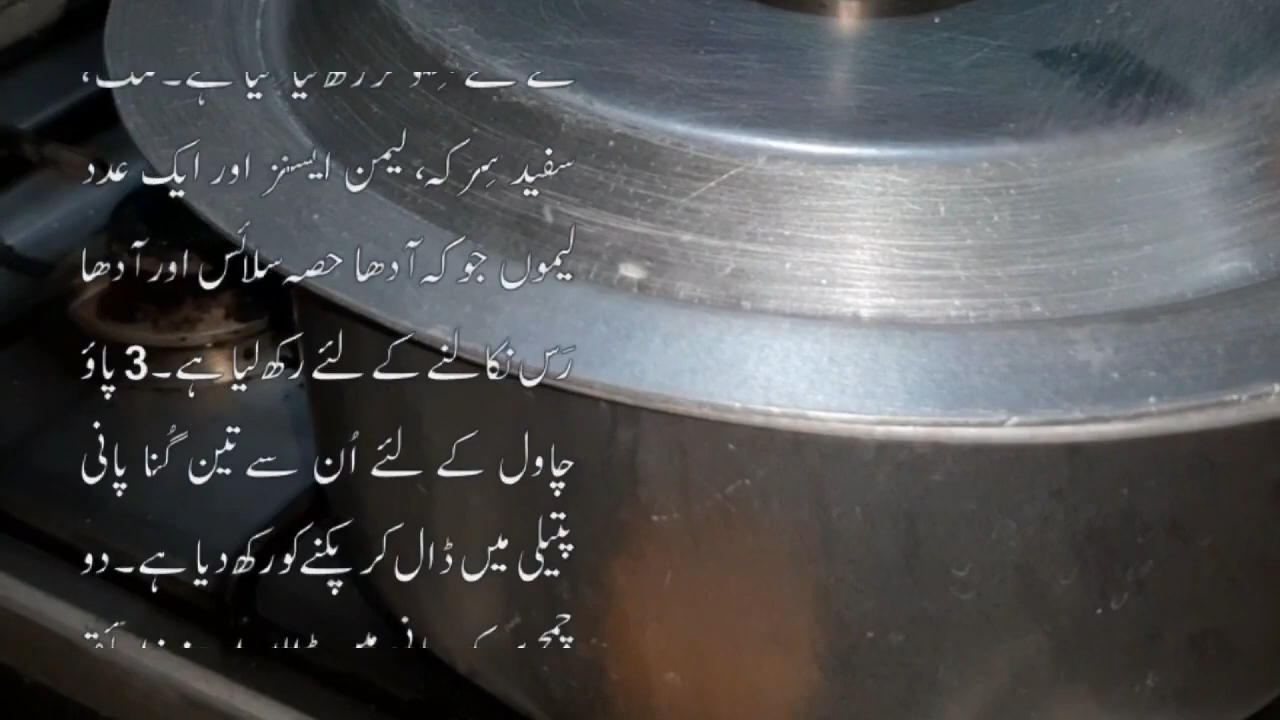 سفید سِرکہ، لیمن ایسنز اور ایک عدد
لیموں جو کہ آدھا حصہ سلائس اور آدھا
رَس نکالنے کے لئے رکھ لیا ہے۔ 3 پاؤ
چاول کے لئے اُن سے تین گُنا پانی
پتیلی میں ڈال کر پکنے کو رکھ دیا ہے۔ دو